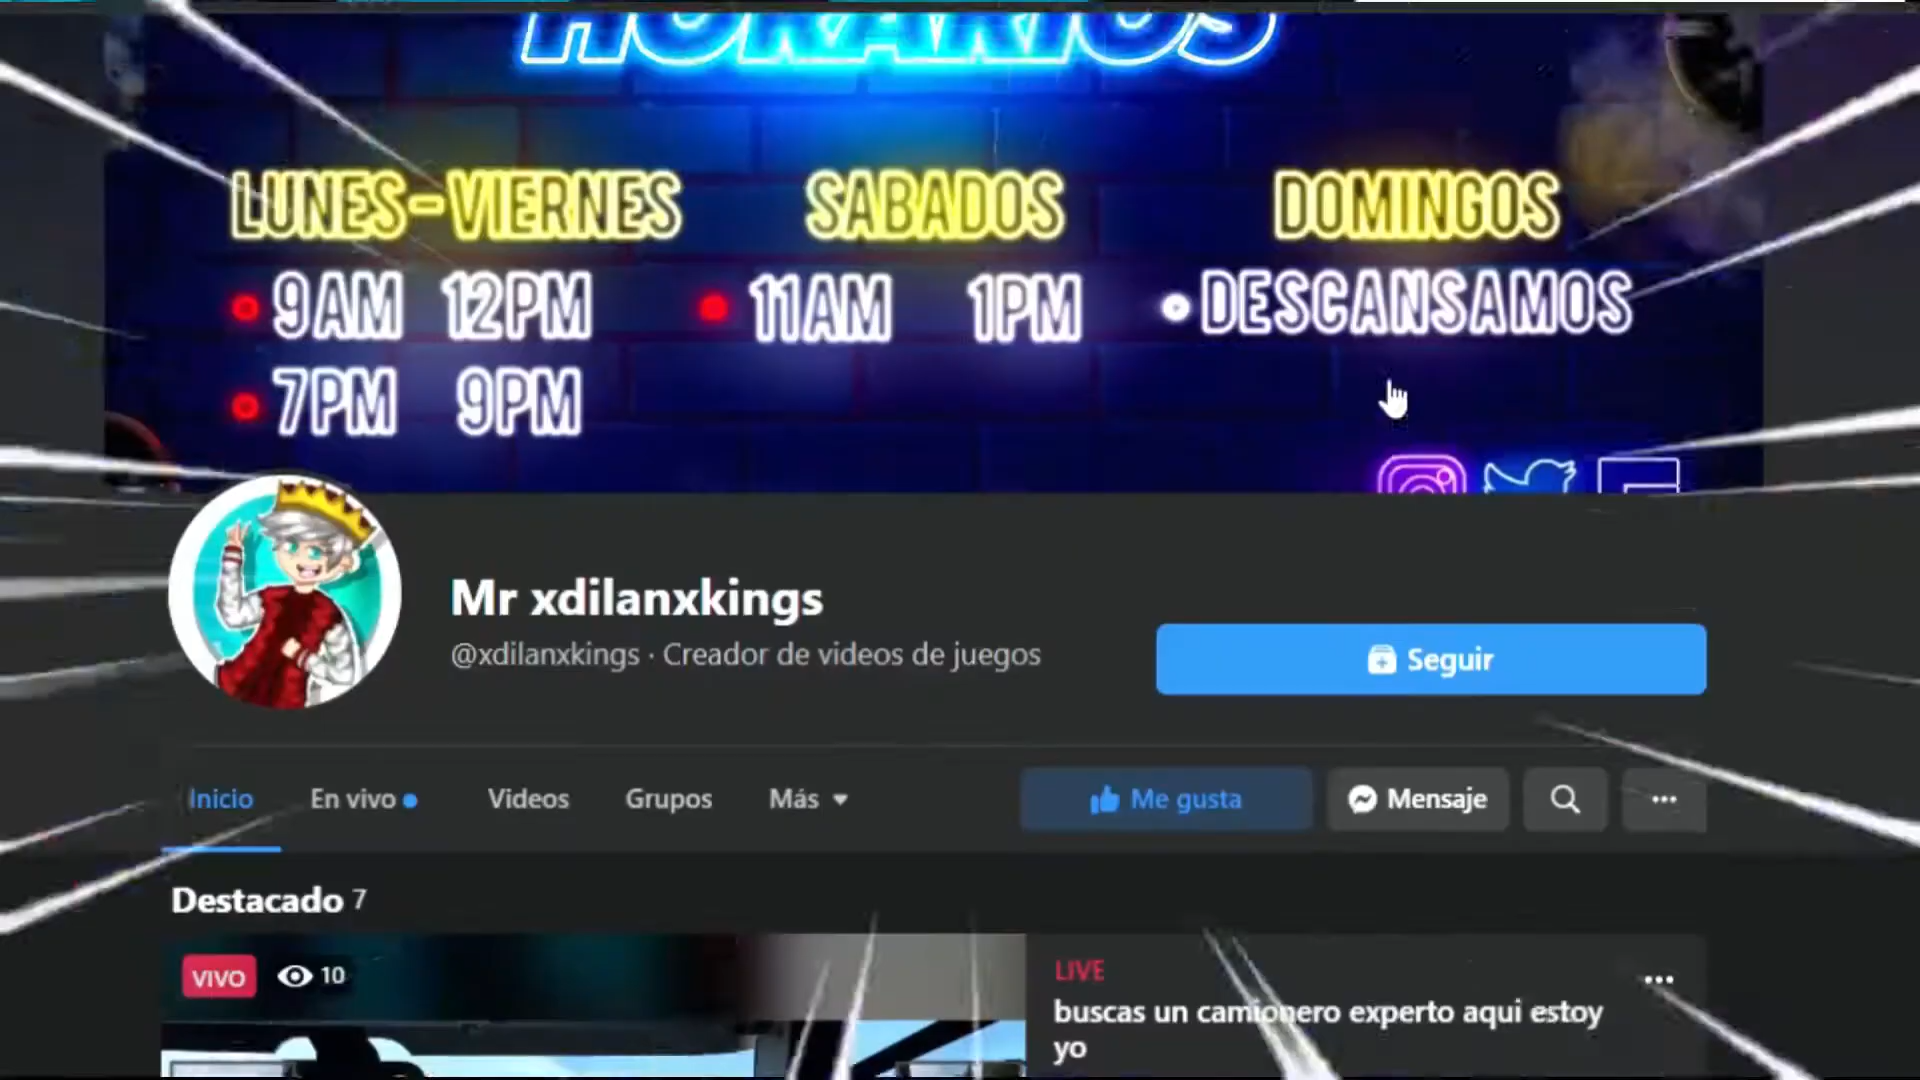 HORARIOS
LUNES-VIERNES SABADOS DOMINGOS
9AM 12PM 11AM 1PM DESCANSAMOS
7PM 9PM
Mr xdilanxkings
@xdilanxkings · Creador de videos de juegos
Seguir
Inicio En vivo Videos Grupos Más Me gusta Mensaje
Destacado 7
VIVO 10
LIVE
buscas un camionero experto aqui estoy
yo